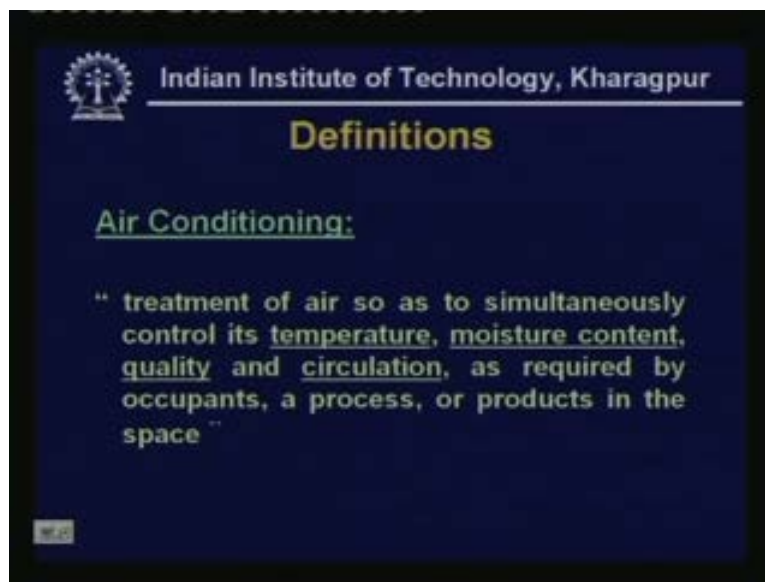 Indian Institute of Technology, Kharagpur
Definitions
Air Conditioning:
“ treatment of air so as to simultaneously
control its temperature, moisture content,
quality and circulation, as required by
occupants, a process, or products in the
space ”